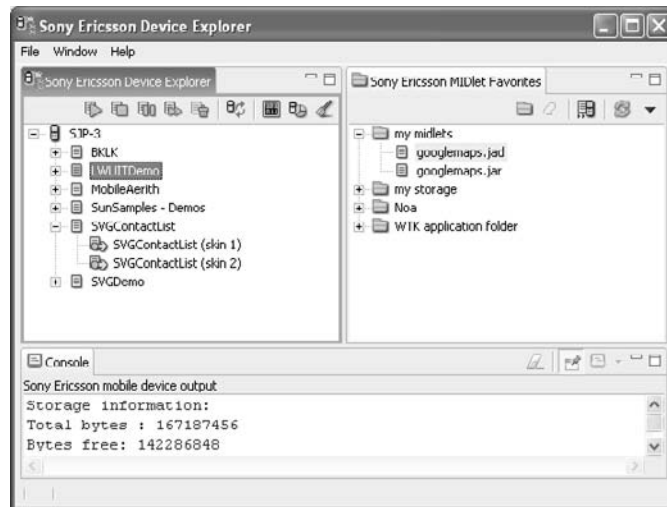 Sony Ericsson Device Explorer
File Window Help
Sony Ericsson Device Explorer
SJP-3
BKLK
LWUITDemo
MobileAerith
SunSamples - Demos
SVGContactList
SVGContactList (skin 1)
SVGContactList (skin 2)
SVGDemo
Sony Ericsson MIDlet Favorites
my midlets
googlemaps.jad
googlemaps.jar
my storage
Noa
WTK application folder
Console
Sony Ericsson mobile device output
Storage information:
Total bytes : 167187456
Bytes free: 142286848